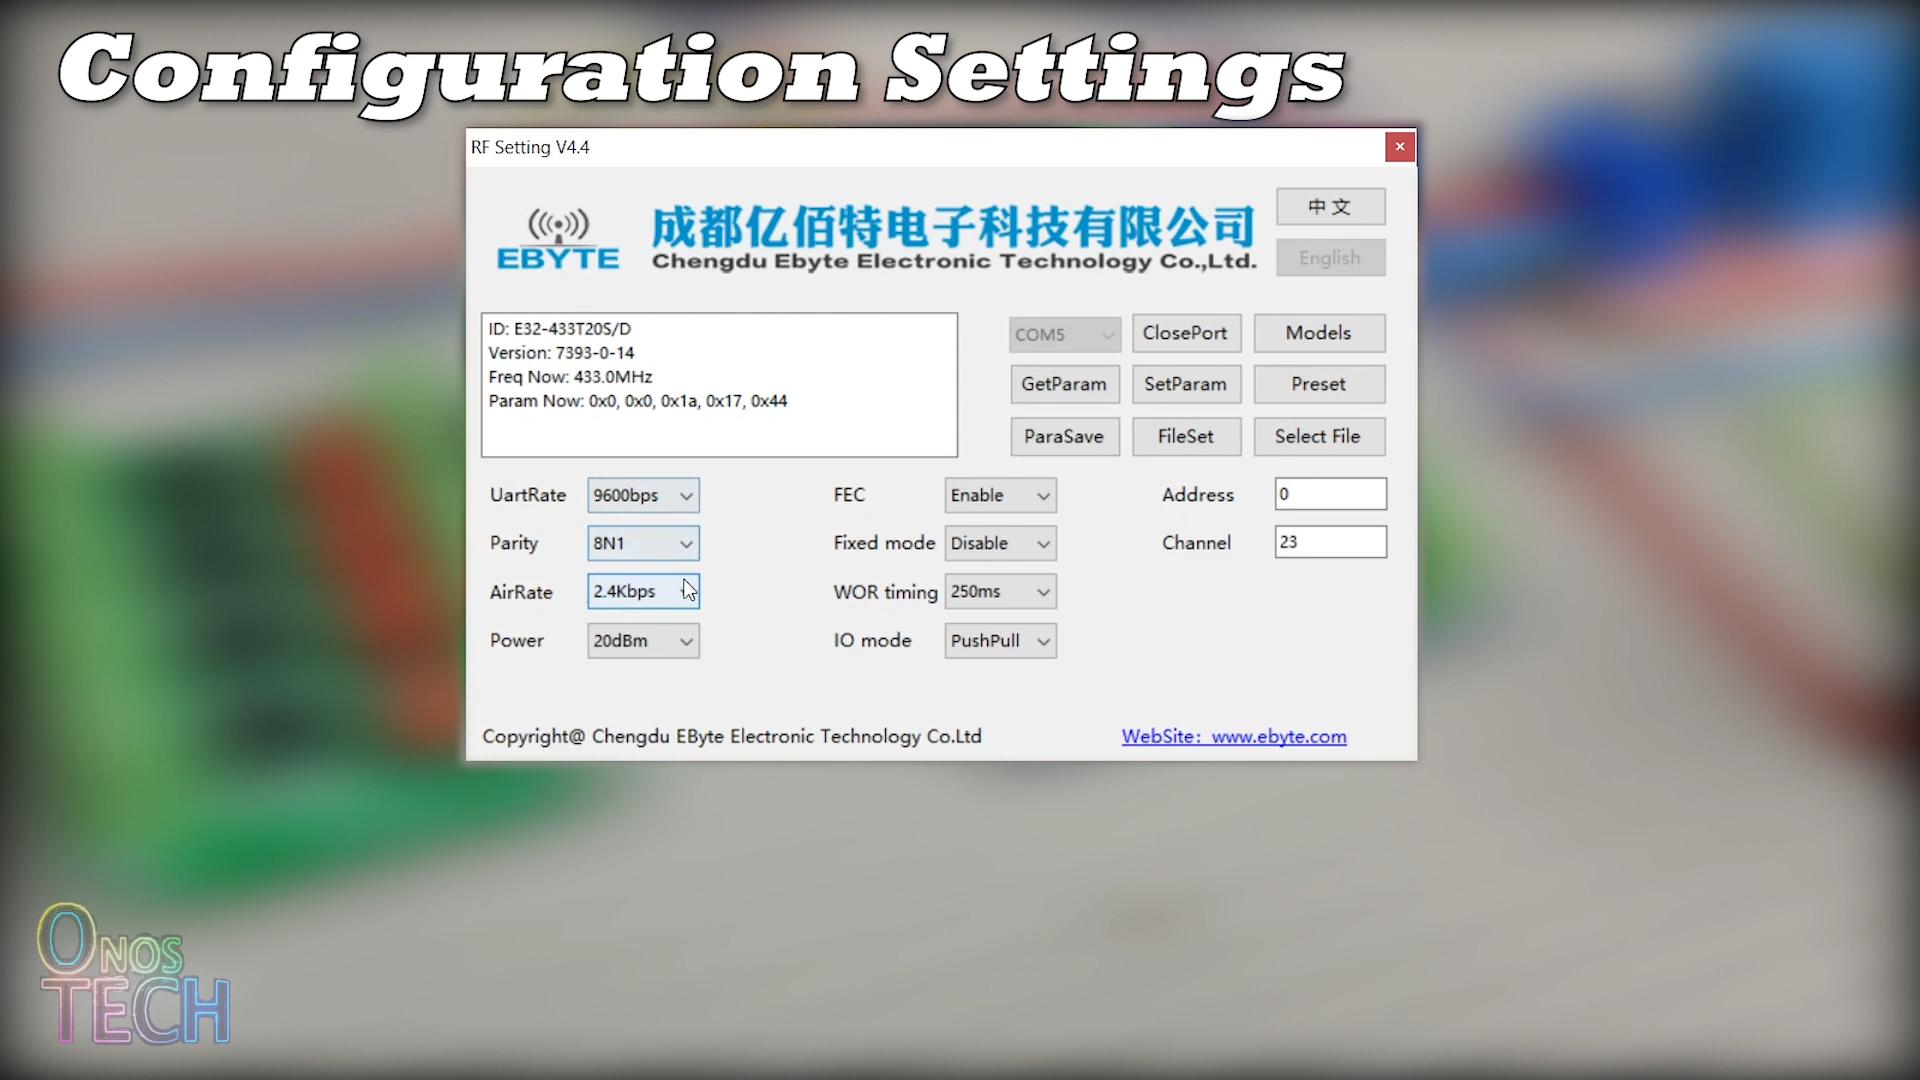 Configuration Settings
RF Setting V4.4
×
EBYTE
成都亿佰特电子科技有限公司
Chengdu Ebyte Electronic Technology Co.,Ltd.
中 文
English
ID: E32-433T20S/D
Version: 7393-0-14
Freq Now: 433.0MHz
Param Now: 0x0, 0x0, 0x1a, 0x17, 0x44
COM5 ClosePort Models
GetParam SetParam Preset
ParaSave FileSet Select File
UartRate 9600bps FEC Enable Address 0
Parity 8N1 Fixed mode Disable Channel 23
AirRate 2.4Kbps WOR timing 250ms
Power 20dBm IO mode PushPull
Copyright@ Chengdu EByte Electronic Technology Co.Ltd WebSite: www.ebyte.com
ONOS
TECH